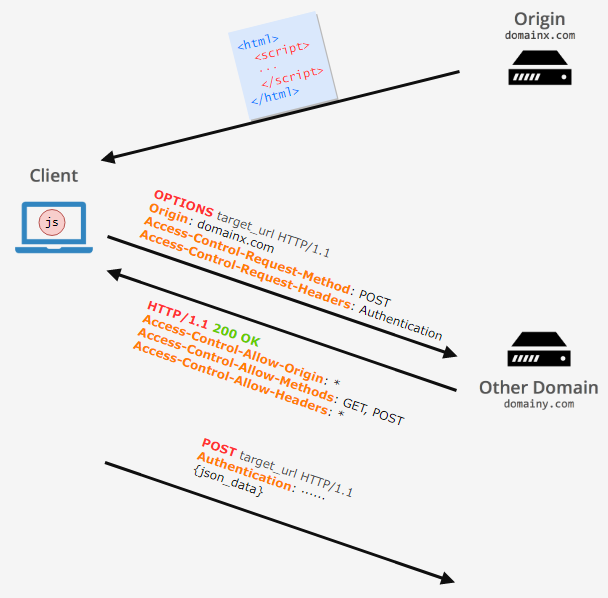 Origin
domainx.com
<html>
<script>
...
</script>
</html>
Client
js
OPTIONS target_url HTTP/1.1
Origin: domainx.com
Access-Control-Request-Method: POST
Access-Control-Request-Headers: Authentication
HTTP/1.1 200 OK
Access-Control-Allow-Origin: *
Access-Control-Allow-Methods: GET, POST
Access-Control-Allow-Headers: *
Other Domain
domainy.com
POST target_url HTTP/1.1
Authentication: ......
{json_data}